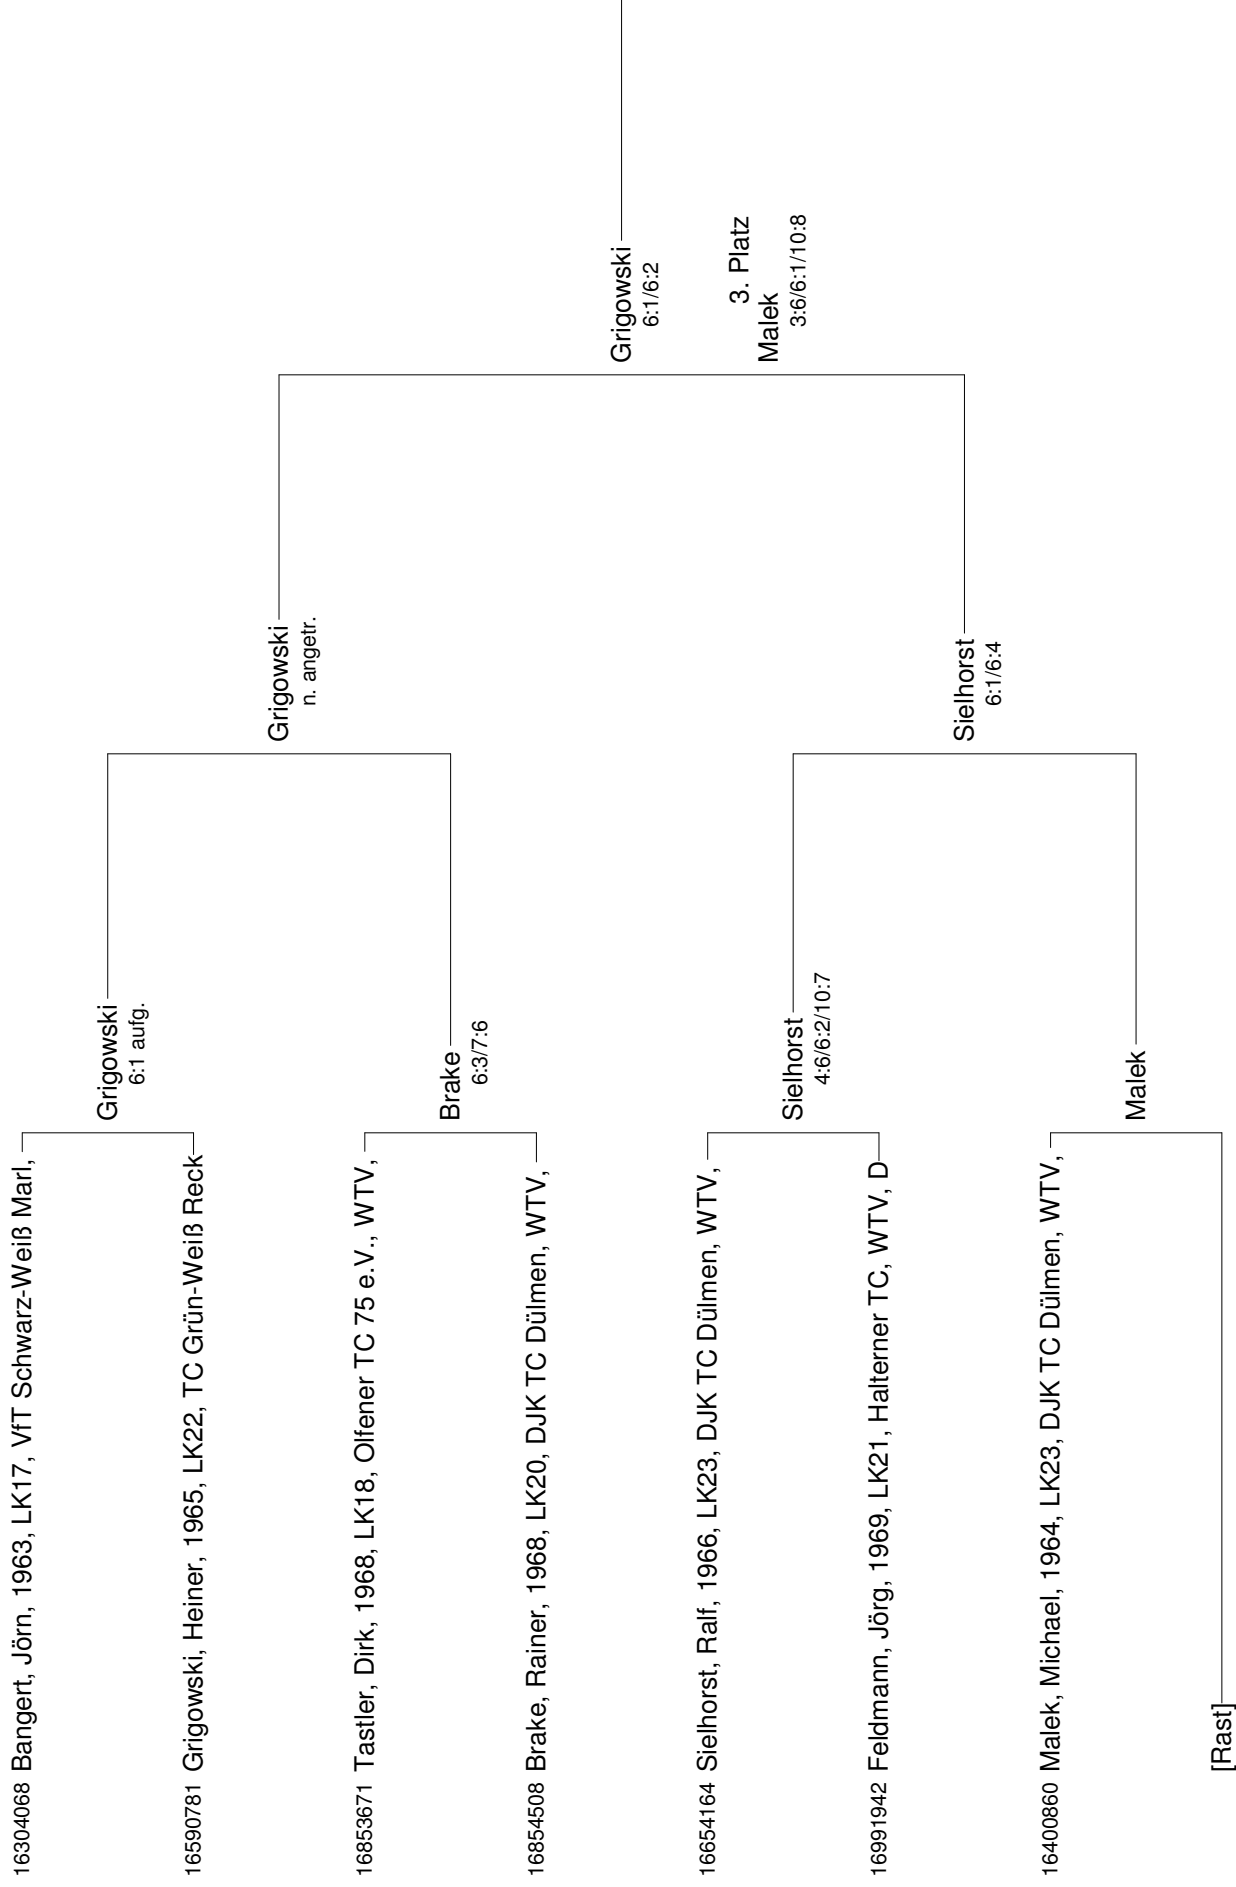 16304068 Bangert, Jörn, 1963, LK17, VfT Schwarz-Weiß Marl,
16590781 Grigowski, Heiner, 1965, LK22, TC Grün-Weiß Reck
16853671 Tastler, Dirk, 1968, LK18, Olfener TC 75 e.V., WTV,
16854508 Brake, Rainer, 1968, LK20, DJK TC Dülmen, WTV,
16654164 Sielhorst, Ralf, 1966, LK23, DJK TC Dülmen, WTV,
16991942 Feldmann, Jörg, 1969, LK21, Halterner TC, WTV, D
16400860 Malek, Michael, 1964, LK23, DJK TC Dülmen, WTV,
[Rast]
Grigowski
6:1 aufg.
Brake
6:3/7:6
Sielhorst
4:6/6:2/10:7
Malek
Grigowski
n. angetr.
Sielhorst
6:1/6:4
Grigowski
6:1/6:2
3. Platz
Malek
3:6/6:1/10:8